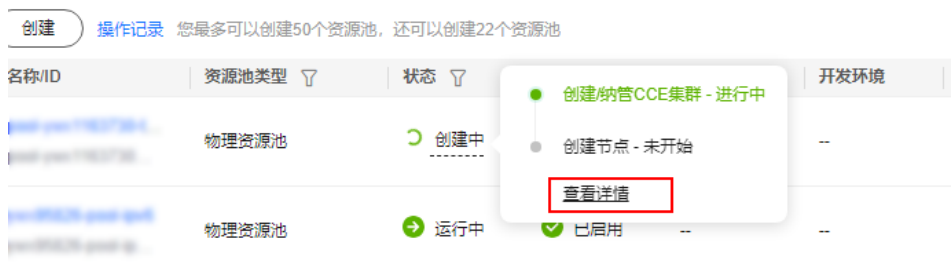 创建 操作记录 您最多可以创建50个资源池，还可以创建22个资源池
名称/ID 资源池类型 状态 开发环境
创建/纳管CCE集群 - 进行中
物理资源池 创建中 创建节点 - 未开始 --
查看详情
物理资源池 运行中 已启用 --